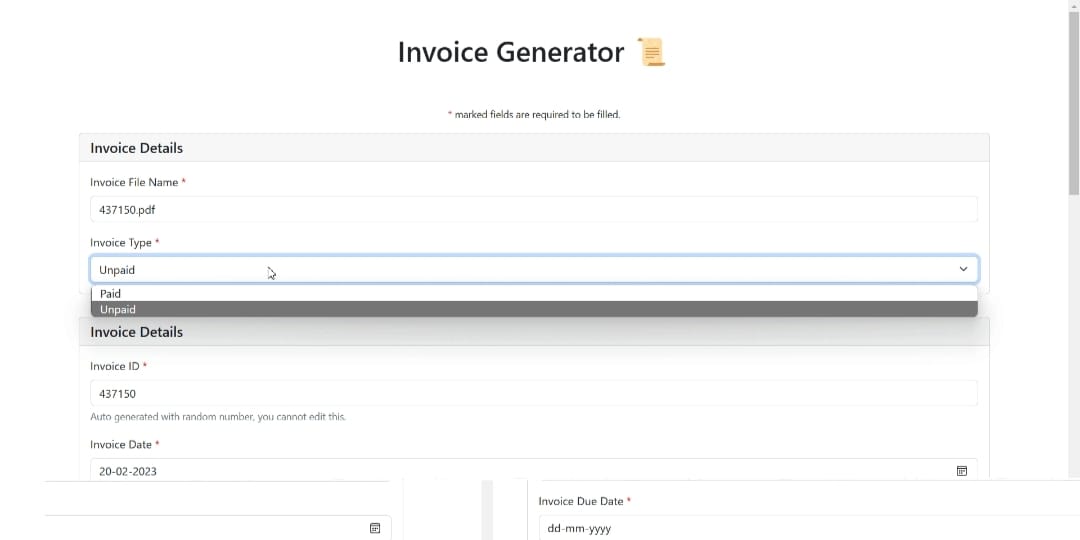 Invoice Generator 📜
* marked fields are required to be filled.
Invoice Details
Invoice File Name *
437150.pdf
Invoice Type *
Unpaid
Paid
Unpaid
Invoice Details
Invoice ID *
437150
Auto generated with random number, you cannot edit this.
Invoice Date *
20-02-2023
Invoice Due Date *
dd-mm-yyyy